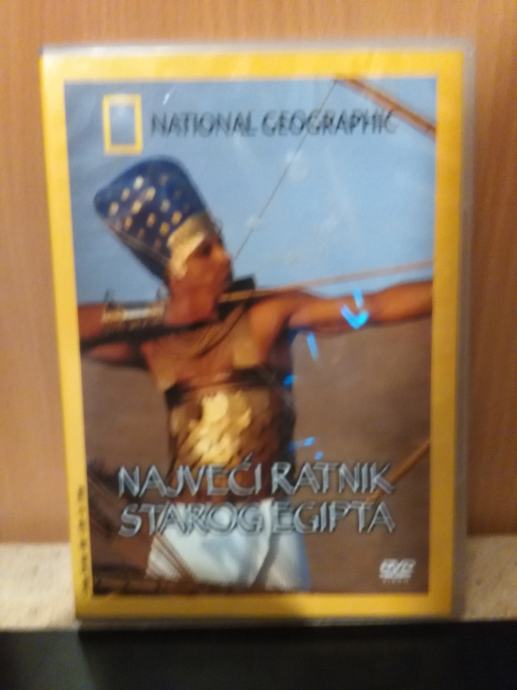 NATIONAL GEOGRAPHIC
NAJVEĆI RATNIK
STAROG EGIPTA
DVD